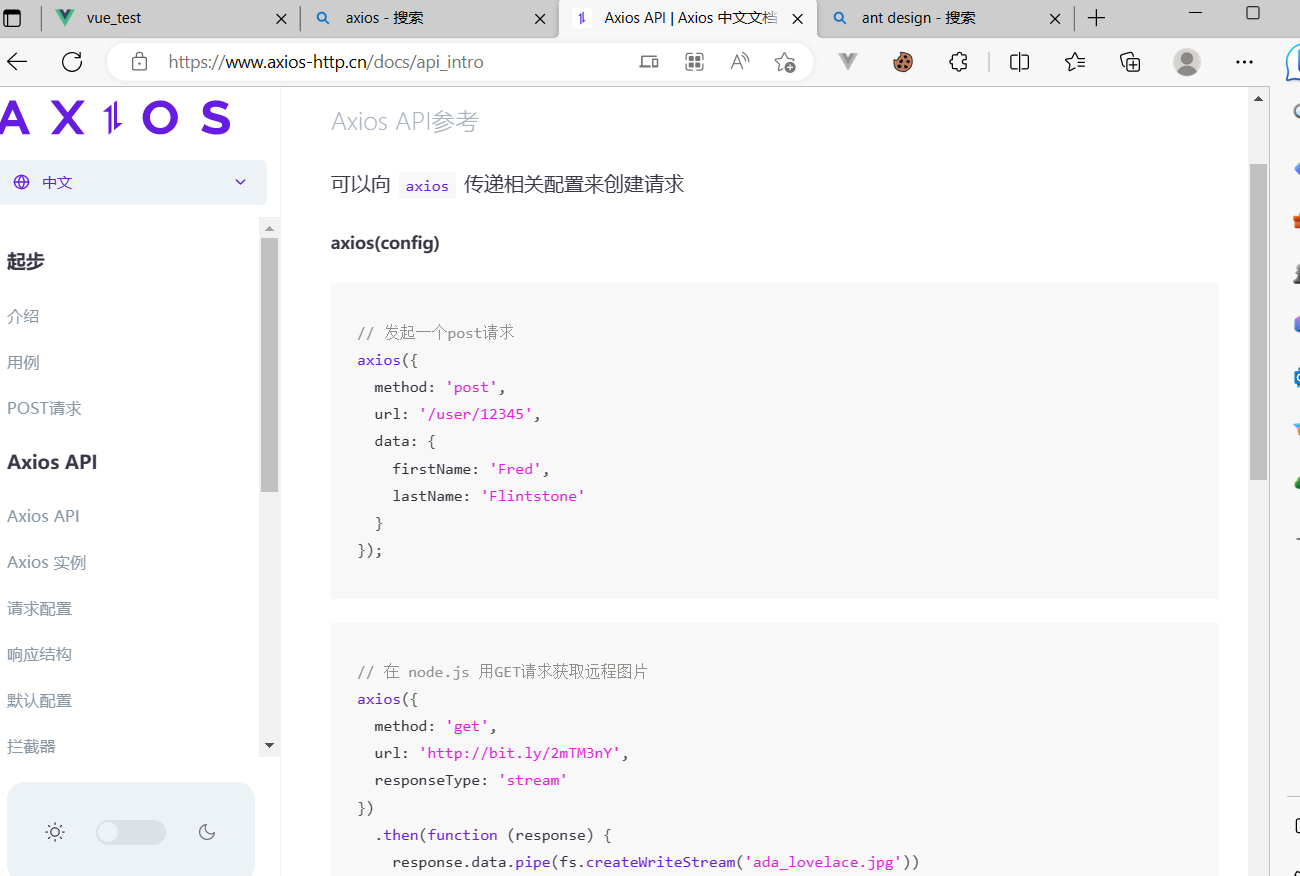 vue_test
axios - 搜索
Axios API | Axios 中文文档
ant design - 搜索
https://www.axios-http.cn/docs/api_intro
AXIOS
中文
起步
介绍
用例
POST请求
Axios API
Axios API
Axios 实例
请求配置
响应结构
默认配置
拦截器
Axios API参考
可以向 axios 传递相关配置来创建请求
axios(config)
// 发起一个post请求
axios({
method: 'post',
url: '/user/12345',
data: {
firstName: 'Fred',
lastName: 'Flintstone'
}
});
// 在 node.js 用GET请求获取远程图片
axios({
method: 'get',
url: 'http://bit.ly/2mTM3nY',
responseType: 'stream'
})
.then(function (response) {
response.data.pipe(fs.createWriteStream('ada_lovelace.jpg'))